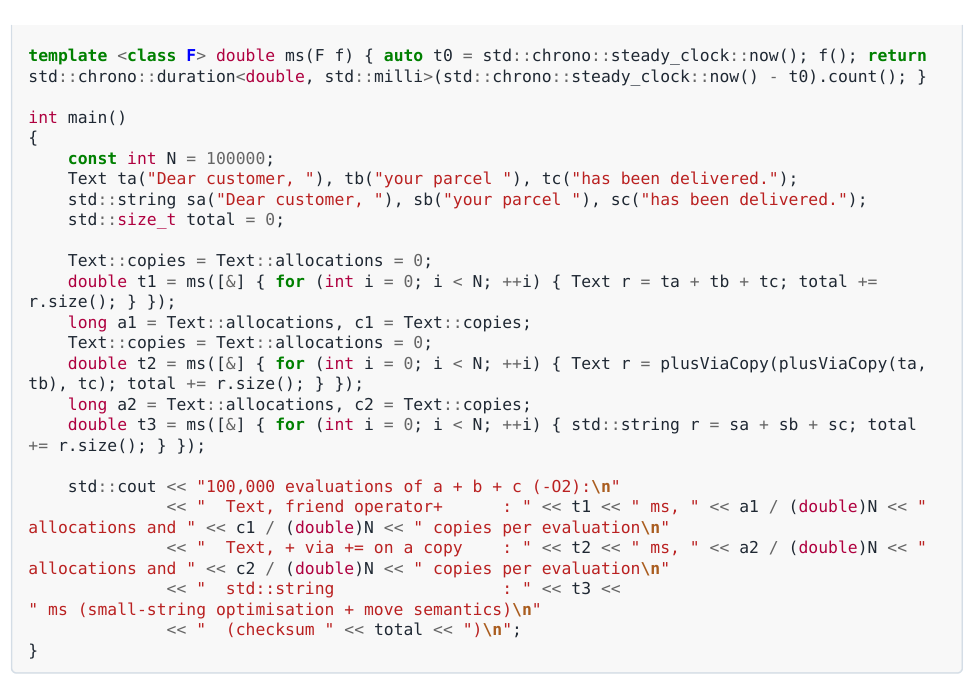 template <class F> double ms(F f) { auto t0 = std::chrono::steady_clock::now(); f(); return
std::chrono::duration<double, std::milli>(std::chrono::steady_clock::now() - t0).count(); }

int main()
{
    const int N = 100000;
    Text ta("Dear customer, "), tb("your parcel "), tc("has been delivered.");
    std::string sa("Dear customer, "), sb("your parcel "), sc("has been delivered.");
    std::size_t total = 0;

    Text::copies = Text::allocations = 0;
    double t1 = ms([&] { for (int i = 0; i < N; ++i) { Text r = ta + tb + tc; total +=
r.size(); } });
    long a1 = Text::allocations, c1 = Text::copies;
    Text::copies = Text::allocations = 0;
    double t2 = ms([&] { for (int i = 0; i < N; ++i) { Text r = plusViaCopy(plusViaCopy(ta,
tb), tc); total += r.size(); } });
    long a2 = Text::allocations, c2 = Text::copies;
    double t3 = ms([&] { for (int i = 0; i < N; ++i) { std::string r = sa + sb + sc; total
+= r.size(); } });

    std::cout << "100,000 evaluations of a + b + c (-O2):\n"
              << "  Text, friend operator+      : " << t1 << " ms, " << a1 / (double)N << "
allocations and " << c1 / (double)N << " copies per evaluation\n"
              << "  Text, + via += on a copy    : " << t2 << " ms, " << a2 / (double)N << "
allocations and " << c2 / (double)N << " copies per evaluation\n"
              << "  std::string                 : " << t3 <<
" ms (small-string optimisation + move semantics)\n"
              << "  (checksum " << total << ")\n";
}